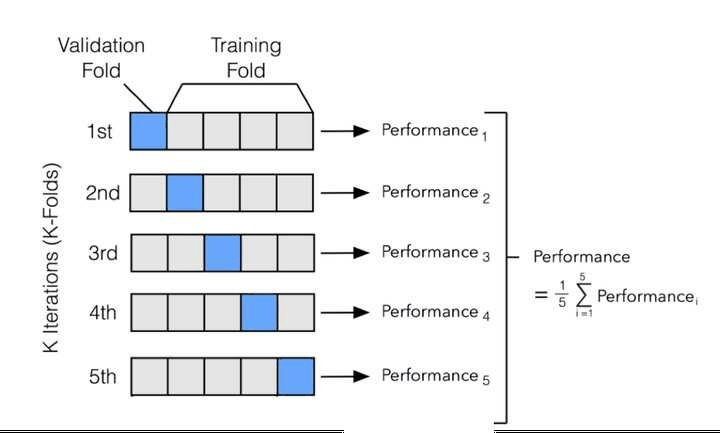 Validation
Fold
Training
Fold
K Iterations (K-Folds)
1st
Performance 1
2nd
Performance 2
3rd
Performance 3
4th
Performance 4
5th
Performance 5
Performance
= 1/5 5 ∑ i=1 Performance i